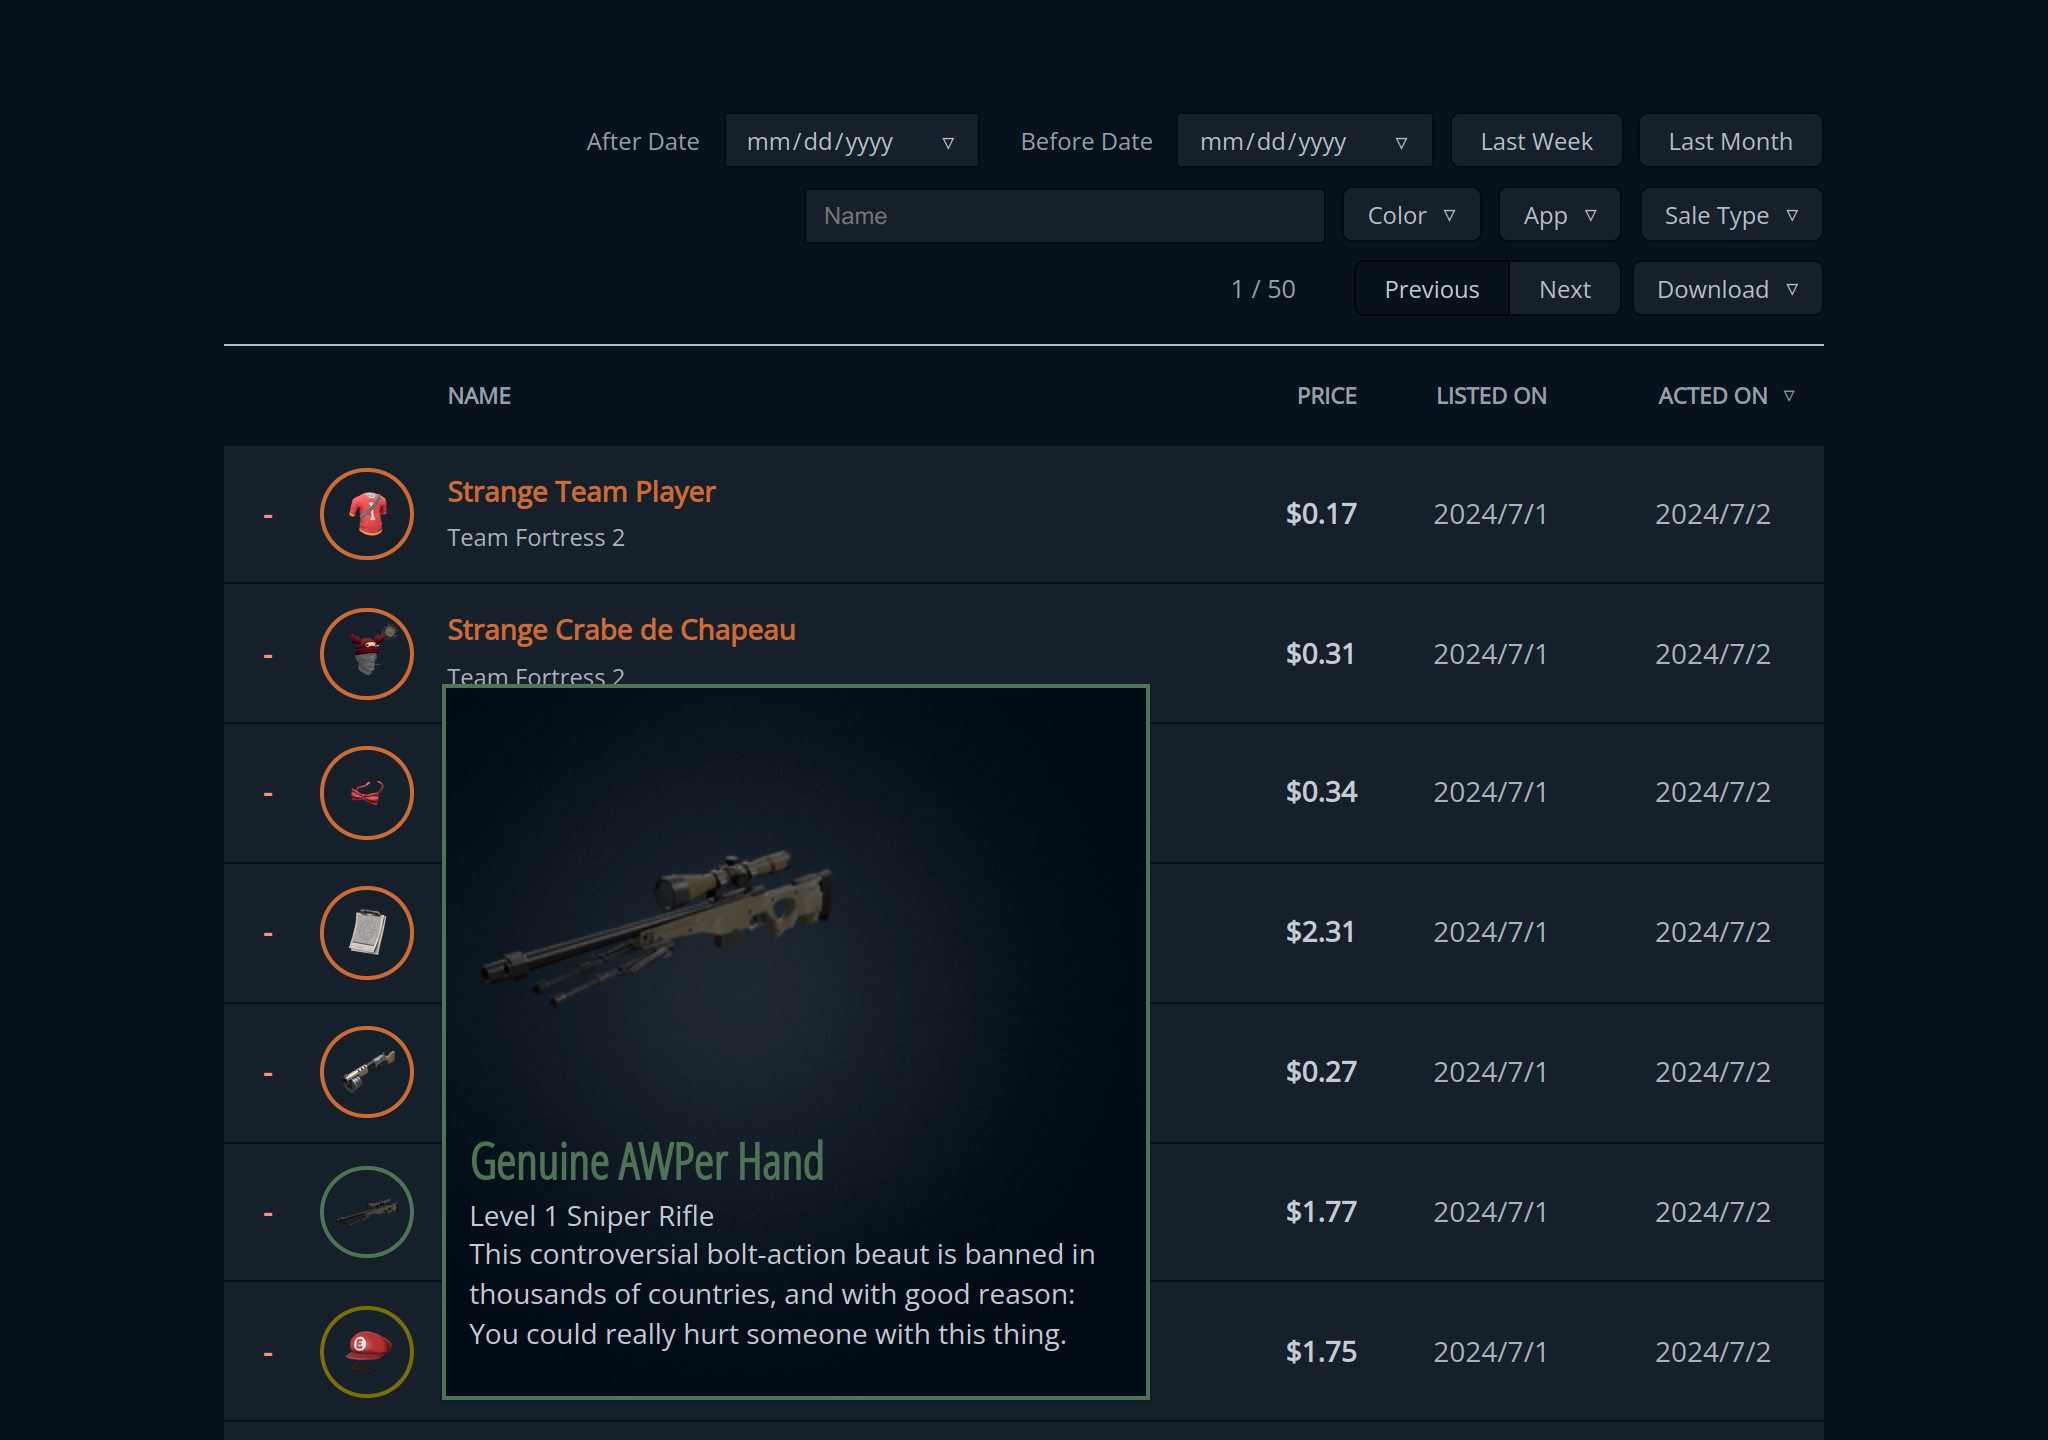 After Date mm/dd/yyyy Before Date mm/dd/yyyy Last Week Last Month
Name Color App Sale Type
1 / 50 Previous Next Download
NAME PRICE LISTED ON ACTED ON
Strange Team Player
Team Fortress 2
- $0.17 2024/7/1 2024/7/2
Strange Crabe de Chapeau
Team Fortress 2
- $0.31 2024/7/1 2024/7/2
- $0.34 2024/7/1 2024/7/2
- $2.31 2024/7/1 2024/7/2
- $0.27 2024/7/1 2024/7/2
- $1.77 2024/7/1 2024/7/2
- E $1.75 2024/7/1 2024/7/2
Genuine AWPer Hand
Level 1 Sniper Rifle
This controversial bolt-action beaut is banned in
thousands of countries, and with good reason:
You could really hurt someone with this thing.